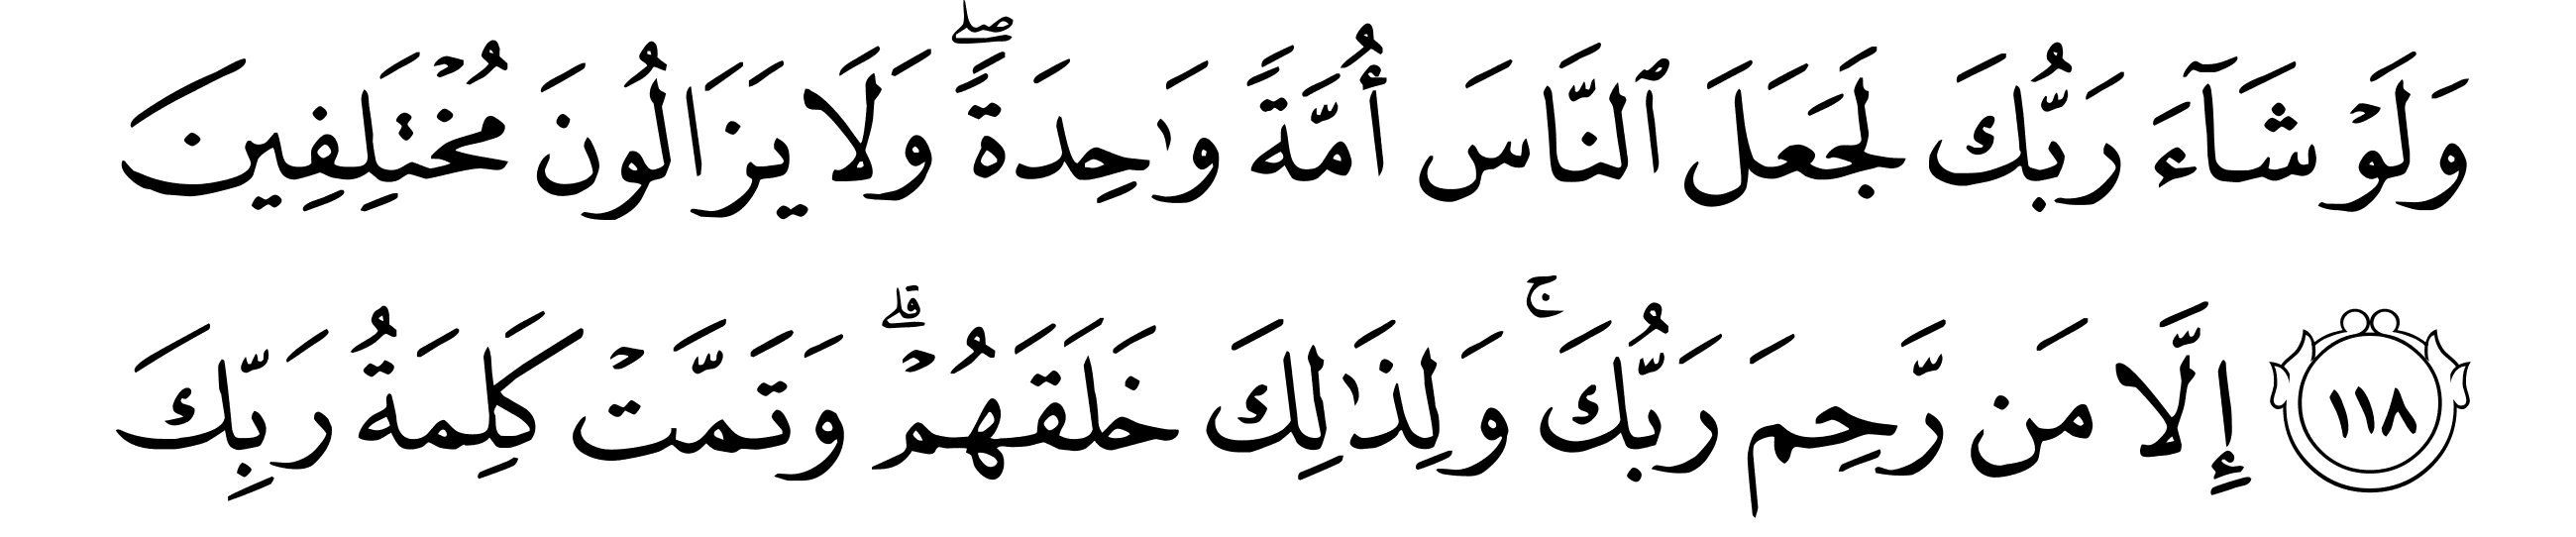 وَلَوْ شَآءَ رَبُّكَ لَجَعَلَ ٱلنَّاسَ أُمَّةً وَٰحِدَةً ۖ وَلَا يَزَالُونَ مُخْتَلِفِينَ
١١٨ إِلَّا مَن رَّحِمَ رَبُّكَ ۚ وَلِذَٰلِكَ خَلَقَهُمْ ۗ وَتَمَّتْ كَلِمَةُ رَبِّكَ